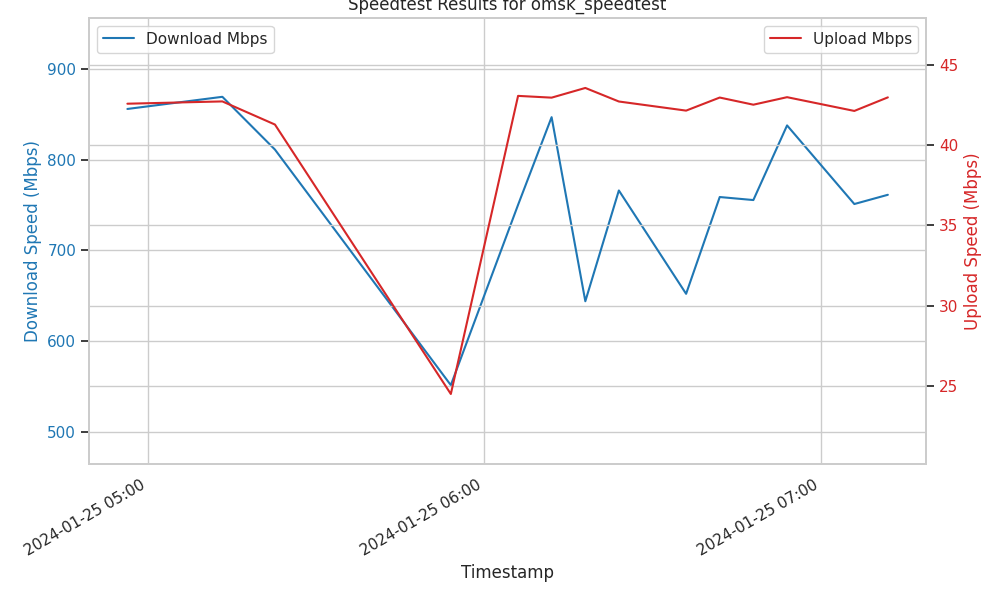 Speedtest Results for omsk_speedtest
Download Mbps
Upload Mbps
900
800
700
600
500
Download Speed (Mbps)
45
40
35
30
25
Upload Speed (Mbps)
2024-01-25 05:00
2024-01-25 06:00
2024-01-25 07:00
Timestamp